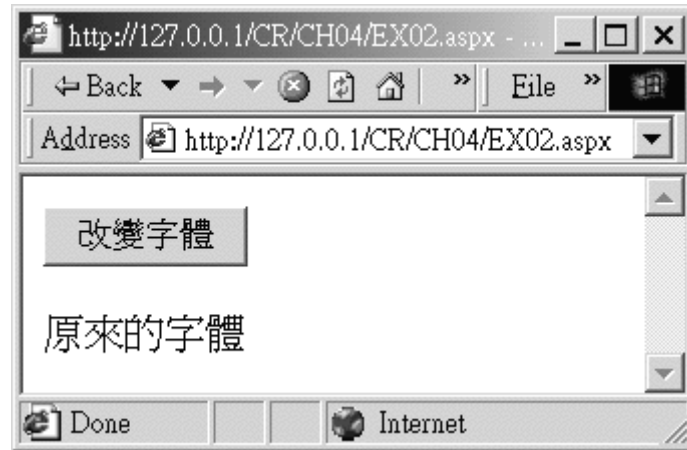 http://127.0.0.1/CR/CH04/EX02.aspx - ...
Back File »
Address http://127.0.0.1/CR/CH04/EX02.aspx
改變字體
原來的字體
Done Internet